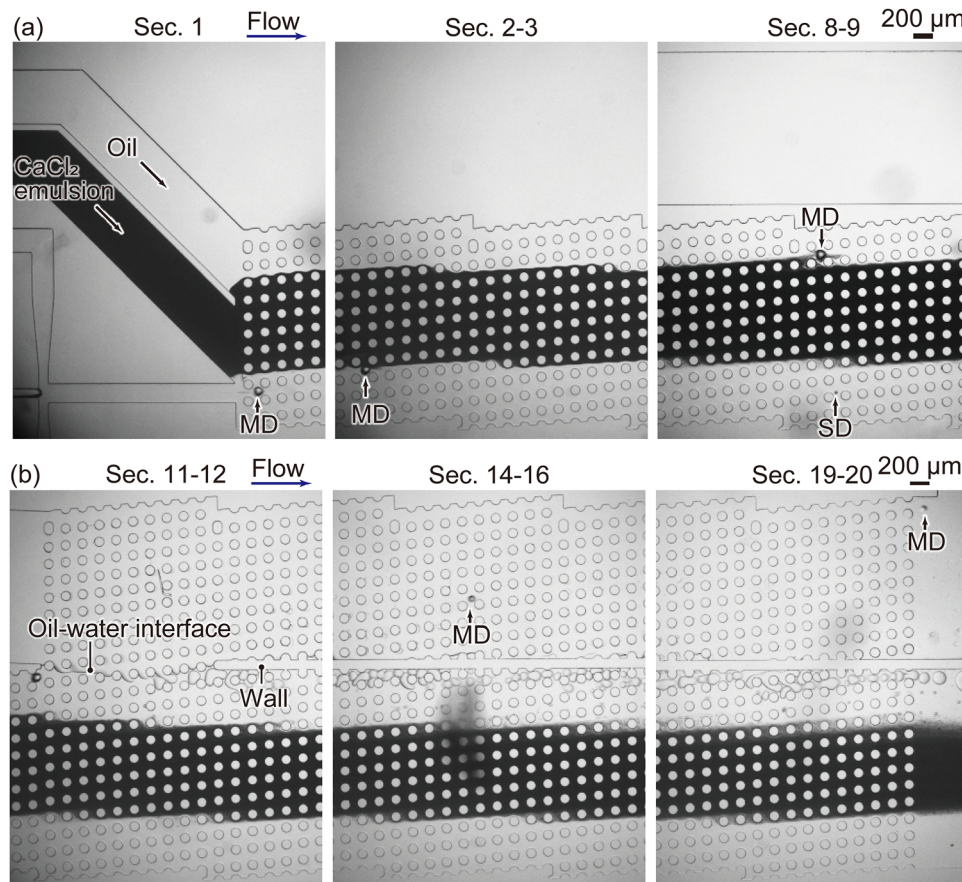 (a) Sec. 1 Flow Sec. 2-3 Sec. 8-9 200 µm
Oil
CaCl₂
emulsion
MD
MD
MD
SD
(b) Sec. 11-12 Flow Sec. 14-16 Sec. 19-20 200 µm
MD
MD
Oil-water interface
Wall